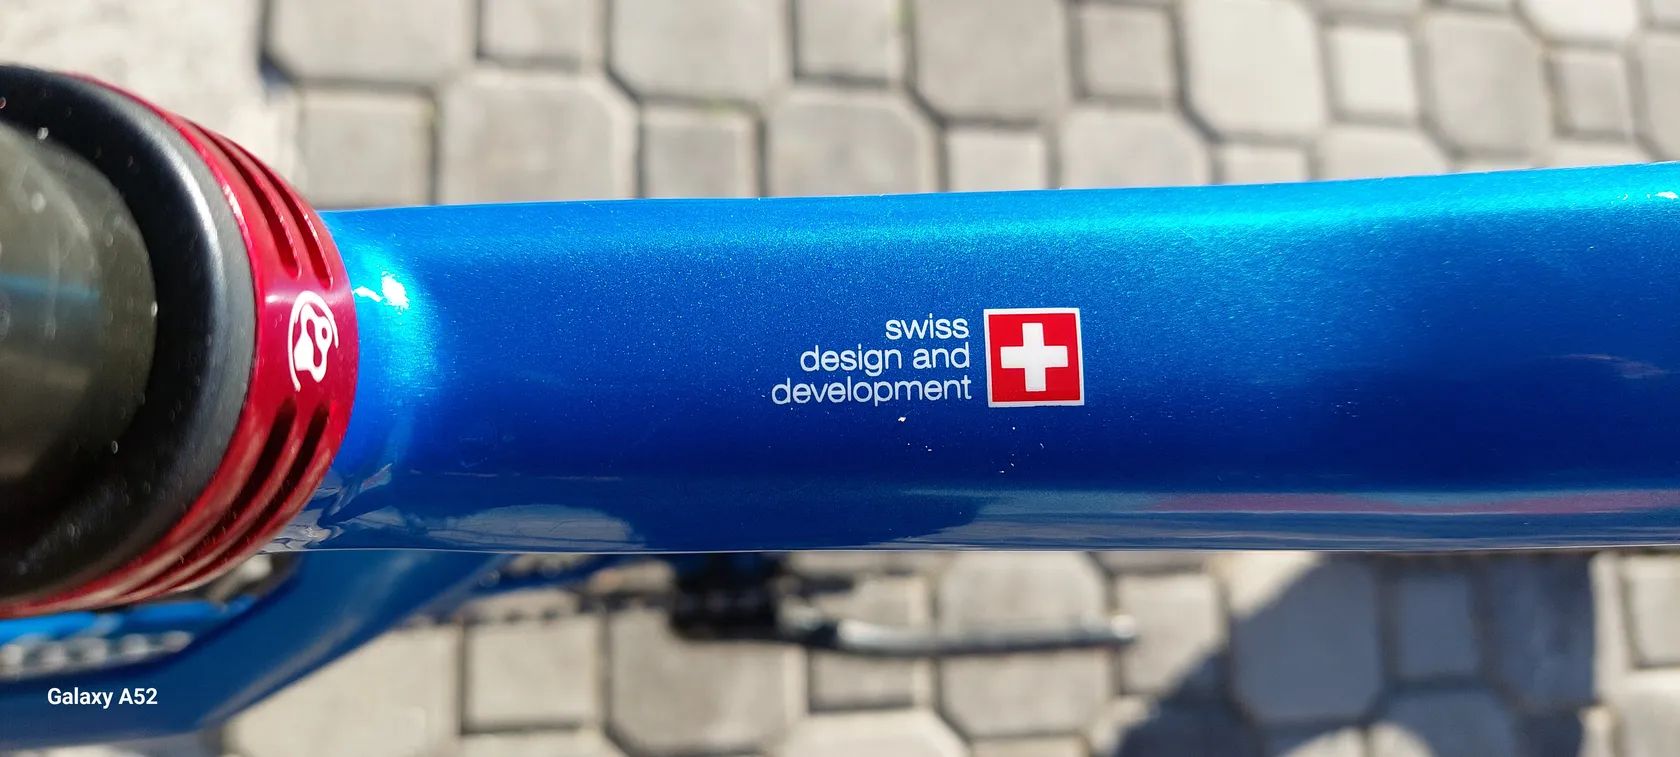 swiss
design and
development
Galaxy A52